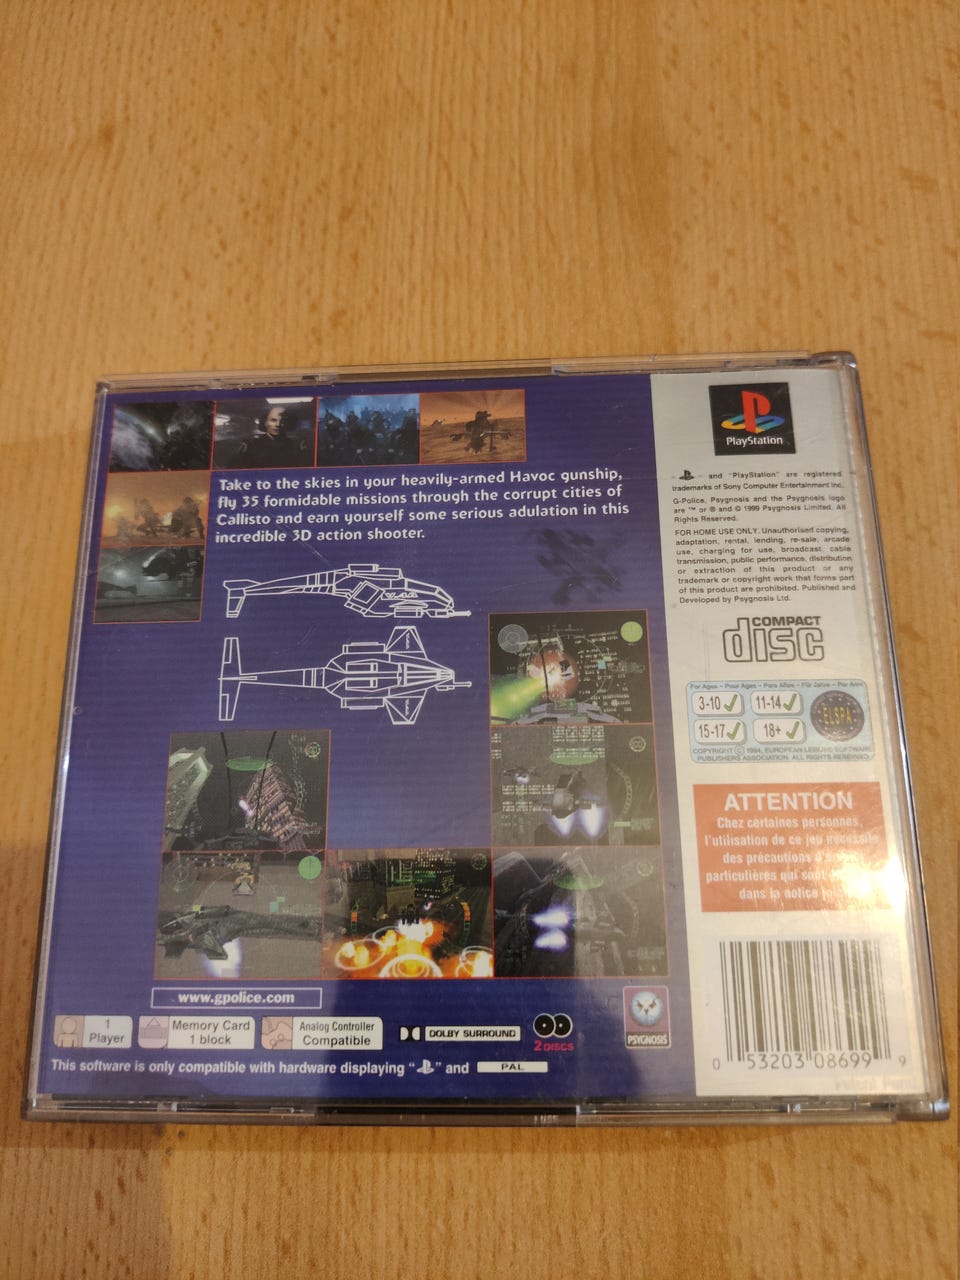 Take to the skies in your heavily-armed Havoc gunship,
fly 35 formidable missions through the corrupt cities of
Callisto and earn yourself some serious adulation in this
incredible 3D action shooter.
www.gpolice.com
1
Player
Memory Card
1 block
Analog Controller
Compatible
DOLBY SURROUND
2 DISCS
PSYGNOSIS
This software is only compatible with hardware displaying " " and
PAL
PlayStation
and "PlayStation" are registered
trademarks of Sony Computer Entertainment Inc.
G-Police, Psygnosis and the Psygnosis logo
are ™ or ® and © 1999 Psygnosis Limited. All
Rights Reserved.
FOR HOME USE ONLY. Unauthorised copying,
adaptation, rental, lending, re-sale, arcade
use, charging for use, broadcast, cable
transmission, public performance, distribution
or extraction of this product or any
trademark or copyright work that forms part
of this product are prohibited. Published and
Developed by Psygnosis Ltd.
COMPACT
disc
For Ages – Pour Ages – Para Años – Für Jahre – Per Anni
3-10
11-14
15-17
18+
ELSPA
COPYRIGHT © 1994, EUROPEAN LEISURE SOFTWARE
PUBLISHERS ASSOCIATION. ALL RIGHTS RESERVED
ATTENTION
Chez certaines personnes,
l'utilisation de ce jeu nécessite
des précautions
particulières qui sont
dans la notice
0 53203 08699 9